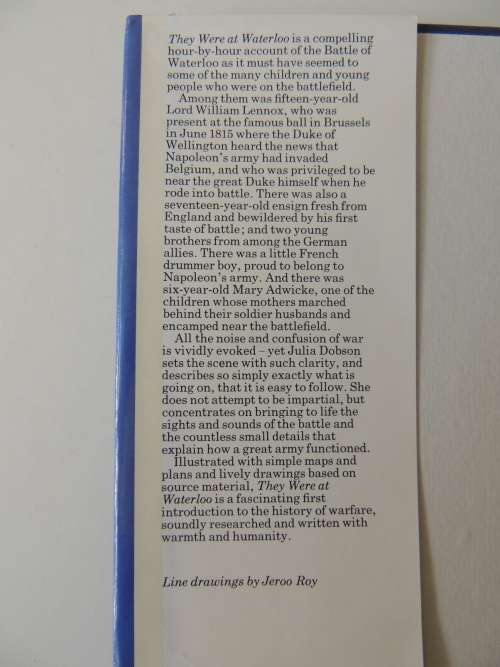 They Were at Waterloo is a compelling
hour-by-hour account of the Battle of
Waterloo as it must have seemed to
some of the many children and young
people who were on the battlefield.
Among them was fifteen-year-old
Lord William Lennox, who was
present at the famous ball in Brussels
in June 1815 where the Duke of
Wellington heard the news that
Napoleon's army had invaded
Belgium, and who was privileged to be
near the great Duke himself when he
rode into battle. There was also a
seventeen-year-old ensign fresh from
England and bewildered by his first
taste of battle; and two young
brothers from among the German
allies. There was a little French
drummer boy, proud to belong to
Napoleon's army. And there was
six-year-old Mary Adwicke, one of the
children whose mothers marched
behind their soldier husbands and
encamped near the battlefield.
All the noise and confusion of war
is vividly evoked – yet Julia Dobson
sets the scene with such clarity, and
describes so simply exactly what is
going on, that it is easy to follow. She
does not attempt to be impartial, but
concentrates on bringing to life the
sights and sounds of the battle and
the countless small details that
explain how a great army functioned.
Illustrated with simple maps and
plans and lively drawings based on
source material, They Were at
Waterloo is a fascinating first
introduction to the history of warfare,
soundly researched and written with
warmth and humanity.
Line drawings by Jeroo Roy